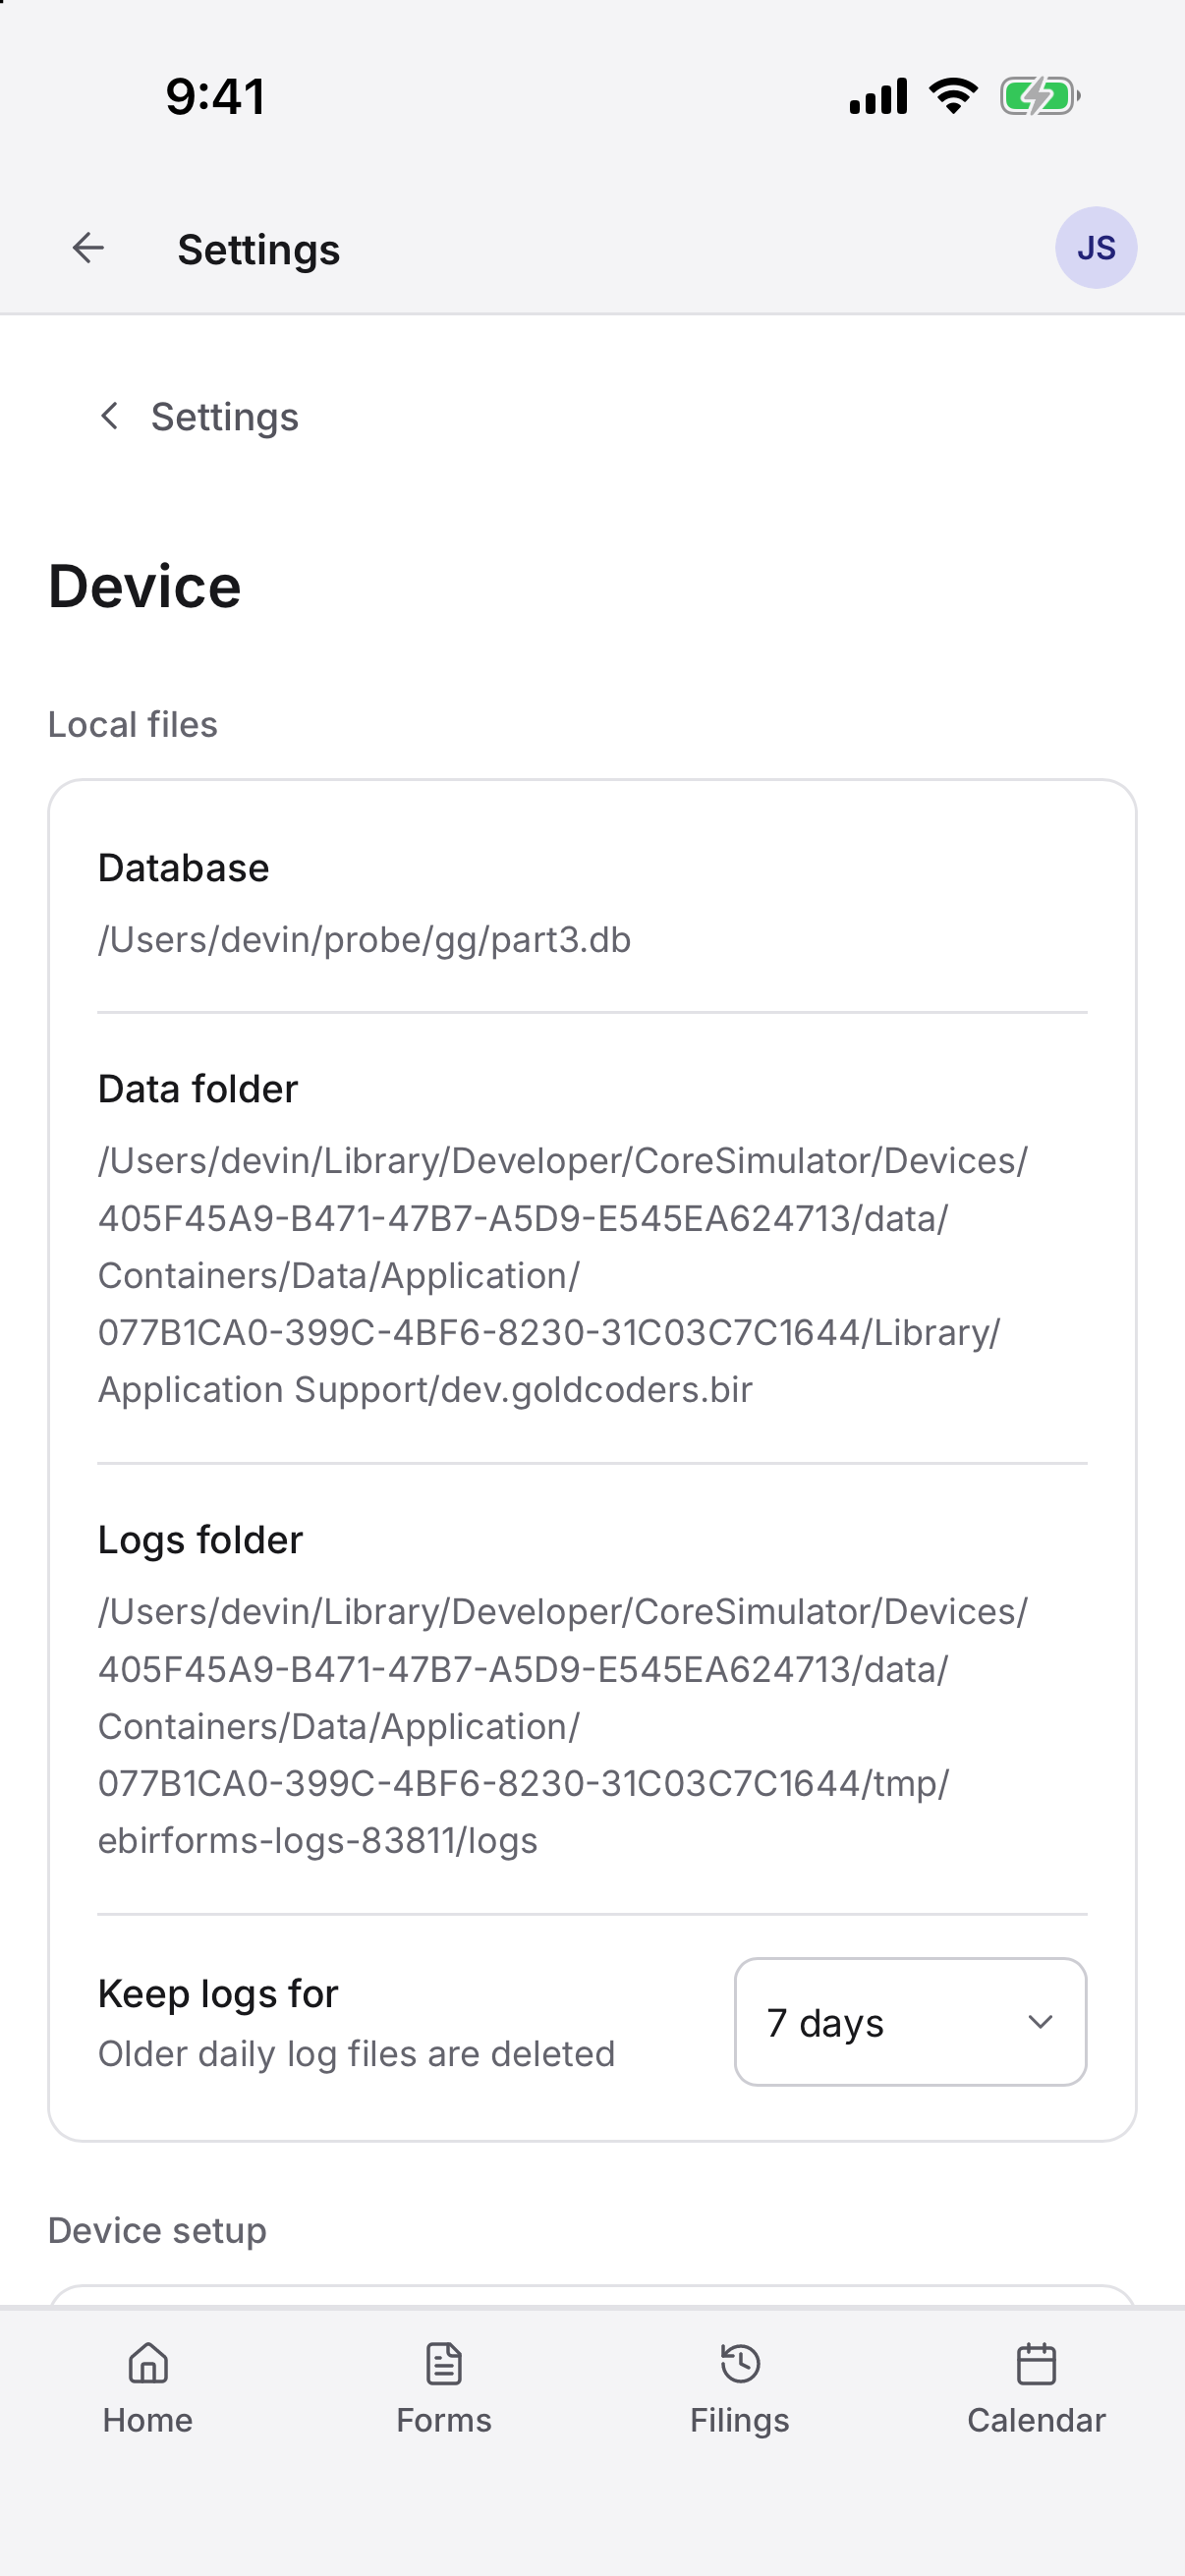 9:41
Settings
JS
Settings
Device
Local files
Database
/Users/devin/probe/gg/part3.db
Data folder
/Users/devin/Library/Developer/CoreSimulator/Devices/
405F45A9-B471-47B7-A5D9-E545EA624713/data/
Containers/Data/Application/
077B1CA0-399C-4BF6-8230-31C03C7C1644/Library/
Application Support/dev.goldcoders.bir
Logs folder
/Users/devin/Library/Developer/CoreSimulator/Devices/
405F45A9-B471-47B7-A5D9-E545EA624713/data/
Containers/Data/Application/
077B1CA0-399C-4BF6-8230-31C03C7C1644/tmp/
ebirforms-logs-83811/logs
Keep logs for
Older daily log files are deleted
7 days
Device setup
Home
Forms
Filings
Calendar